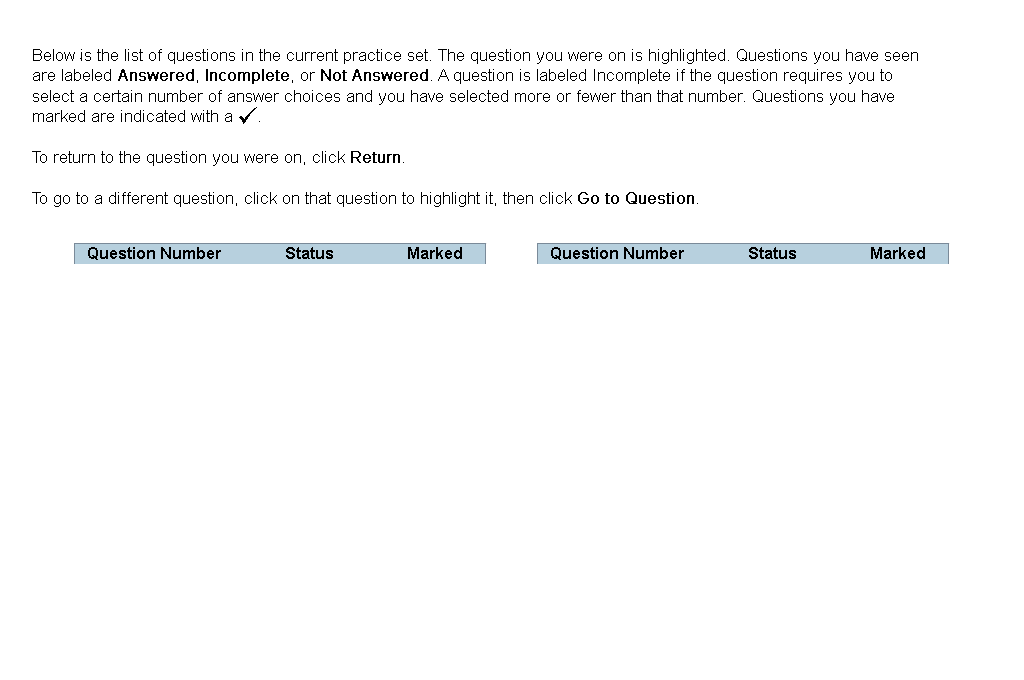 Below is the list of questions in the current practice set. The question you were on is highlighted. Questions you have seen
are labeled Answered, Incomplete, or Not Answered. A question is labeled Incomplete if the question requires you to
select a certain number of answer choices and you have selected more or fewer than that number. Questions you have
marked are indicated with a ✓.
To return to the question you were on, click Return.
To go to a different question, click on that question to highlight it, then click Go to Question.
Question Number Status Marked Question Number Status Marked